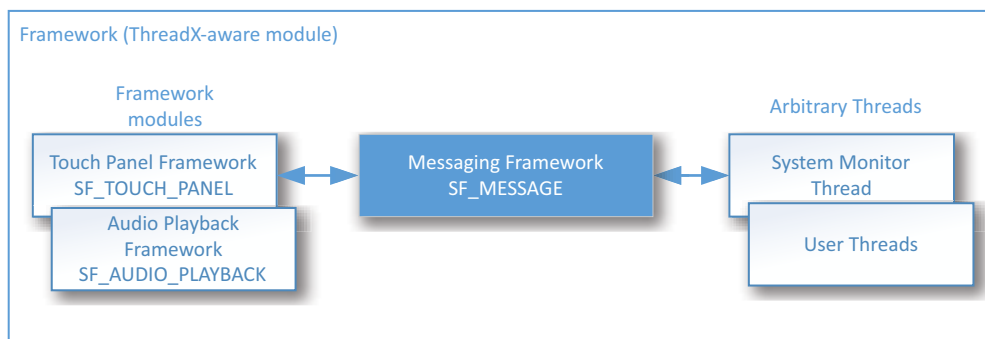 Framework (ThreadX-aware module)
Framework
modules
Touch Panel Framework
SF_TOUCH_PANEL
Audio Playback
Framework
SF_AUDIO_PLAYBACK
Messaging Framework
SF_MESSAGE
Arbitrary Threads
System Monitor
Thread
User Threads